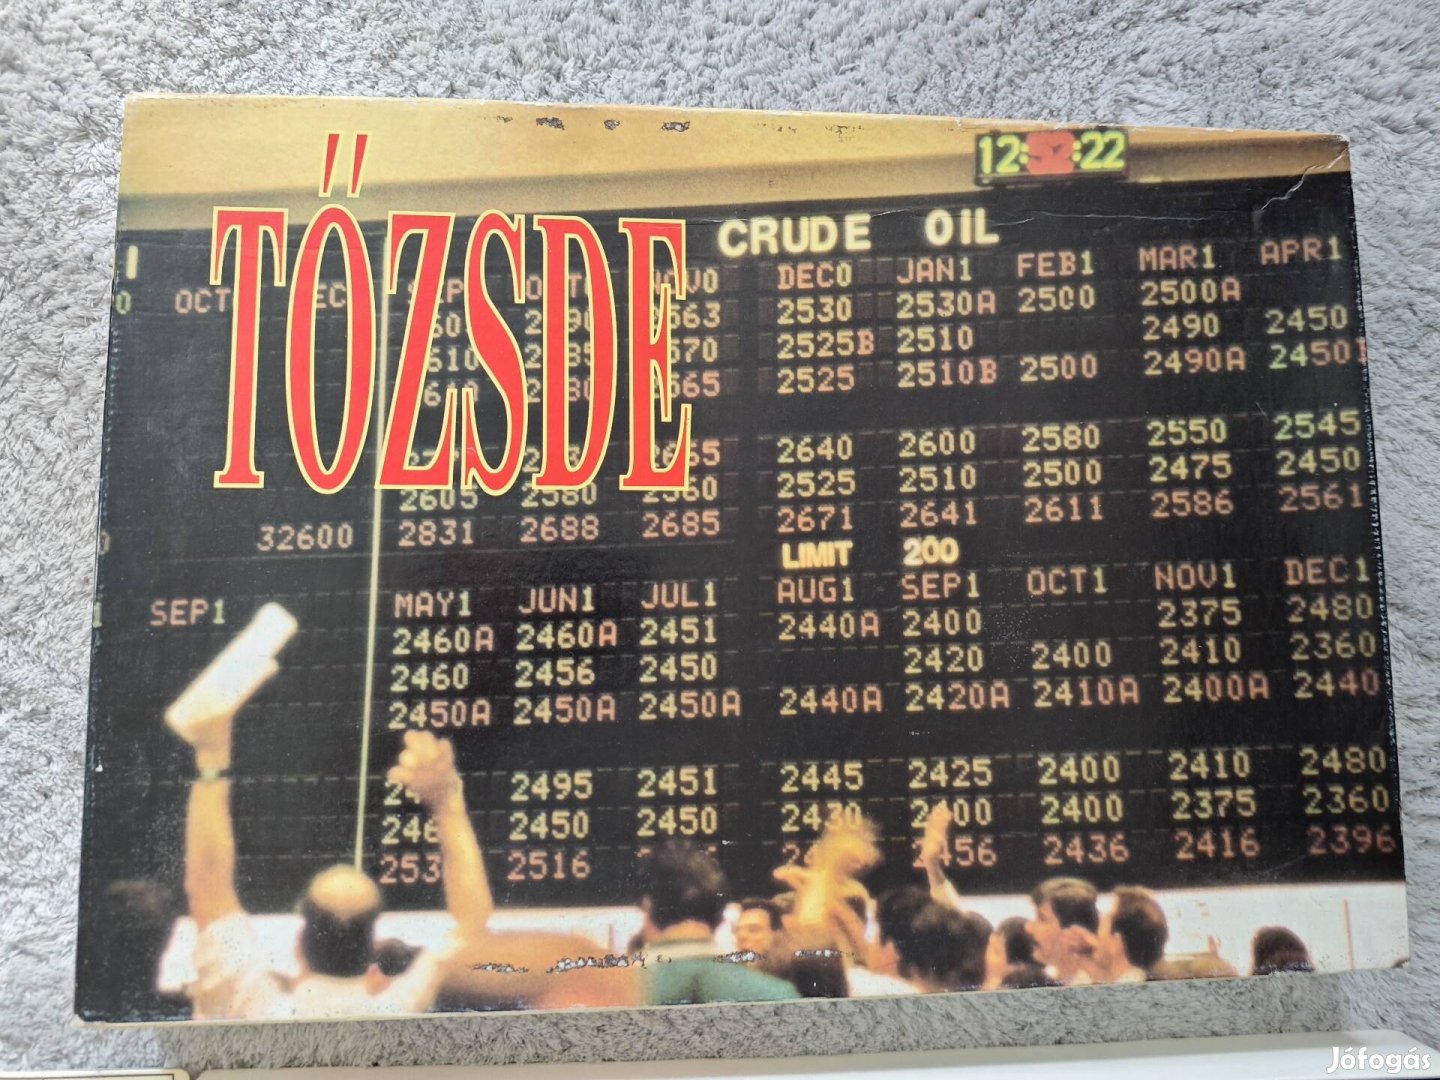 12:52:22
TŐZSDE
CRUDE OIL
DEC0 JAN1 FEB1 MAR1 APR1
2530 2530A 2500 2500A
2525B 2510 2490 2450
2525 2510B 2500 2490A
2640 2600 2580 2550 2545
2525 2510 2500 2475 2450
2605 2580
32600 2831 2688 2685 2671 2641 2611 2586 2561
LIMIT 200
SEP1 MAY1 JUN1 JUL1 AUG1 SEP1 OCT1 NOV1 DEC1
2460A 2460A 2451 2440A 2400 2375 2480
2460 2456 2450 2420 2400 2410 2360
2450A 2450A 2450A 2440A 2420A 2410A 2400A 2440
2495 2451 2445 2425 2400 2410 2480
2450 2450 2430 2400 2400 2375 2360
2516 2436 2416 2396
Jófogás